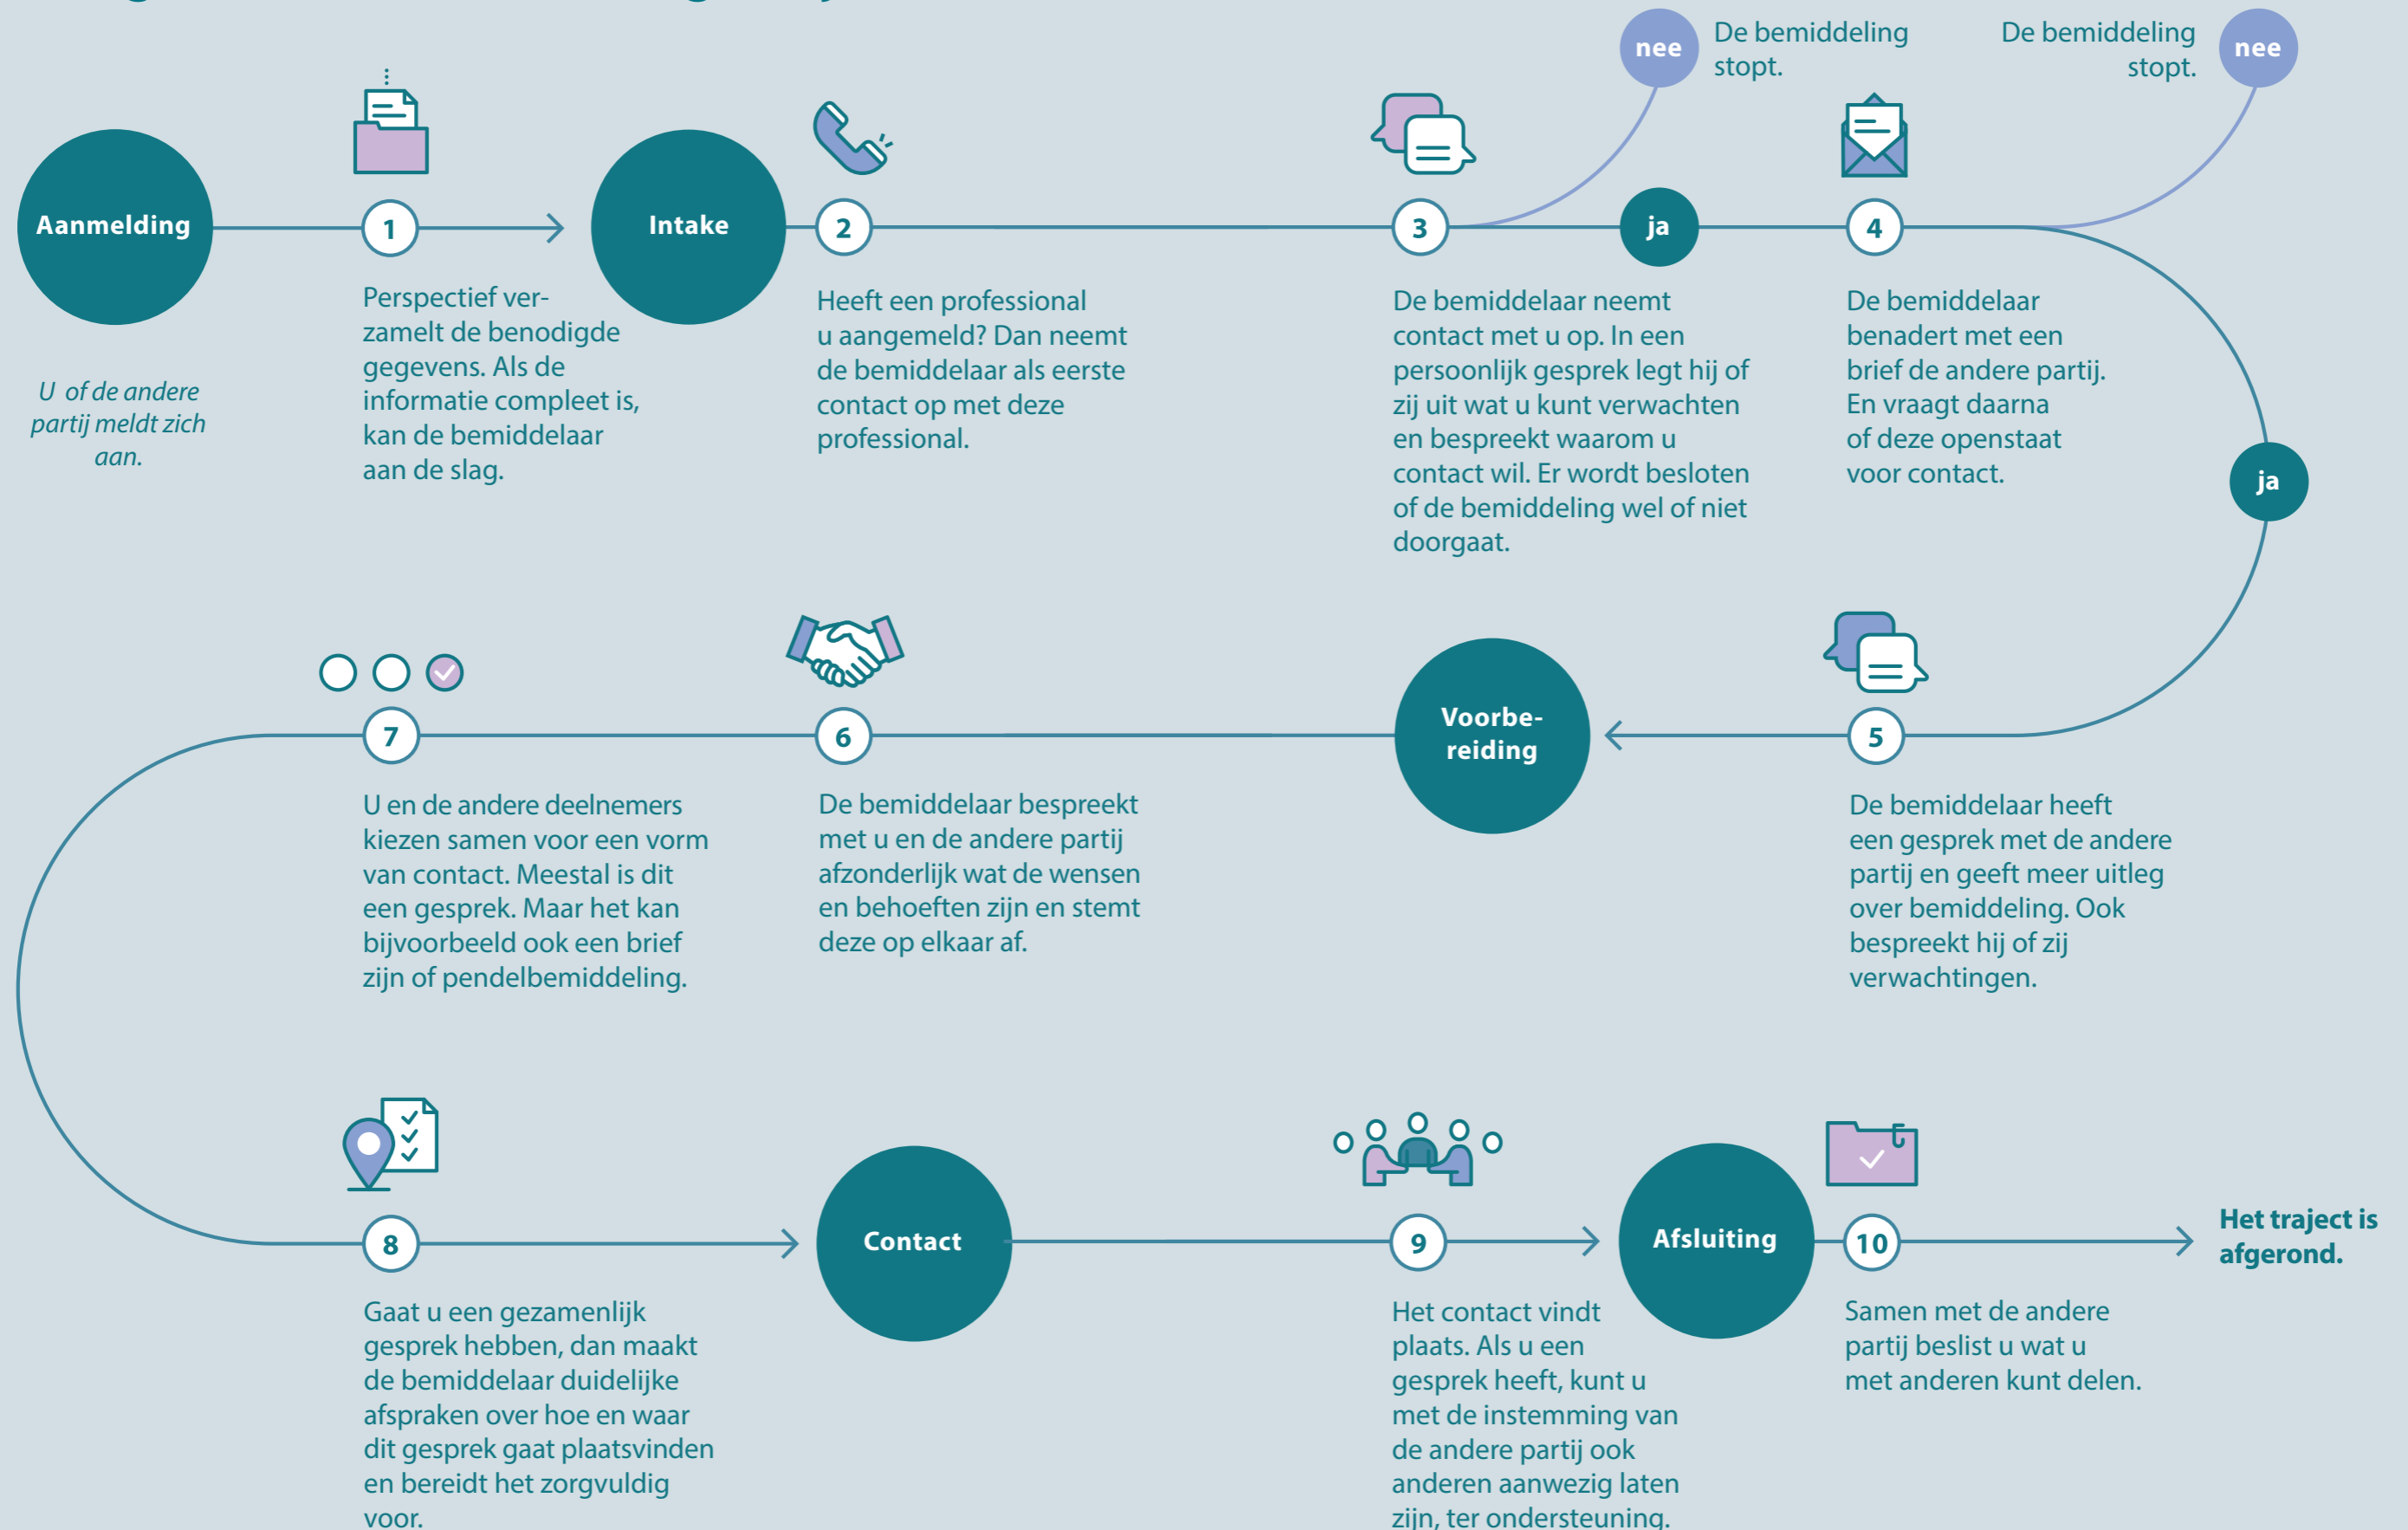 nee
De bemiddeling
stopt.
De bemiddeling
stopt.
nee
Aanmelding
1
Intake
2
3
ja
4
U of de andere
partij meldt zich
aan.
Perspectief ver-
zamelt de benodigde
gegevens. Als de
informatie compleet is,
kan de bemiddelaar
aan de slag.
Heeft een professional
u aangemeld? Dan neemt
de bemiddelaar als eerste
contact op met deze
professional.
De bemiddelaar neemt
contact met u op. In een
persoonlijk gesprek legt hij of
zij uit wat u kunt verwachten
en bespreekt waarom u
contact wil. Er wordt besloten
of de bemiddeling wel of niet
doorgaat.
De bemiddelaar
benadert met een
brief de andere partij.
En vraagt daarna
of deze openstaat
voor contact.
ja
5
De bemiddelaar heeft
een gesprek met de andere
partij en geeft meer uitleg
over bemiddeling. Ook
bespreekt hij of zij
verwachtingen.
Voorbe-
reiding
6
De bemiddelaar bespreekt
met u en de andere partij
afzonderlijk wat de wensen
en behoeften zijn en stemt
deze op elkaar af.
7
U en de andere deelnemers
kiezen samen voor een vorm
van contact. Meestal is dit
een gesprek. Maar het kan
bijvoorbeeld ook een brief
zijn of pendelbemiddeling.
8
Gaat u een gezamenlijk
gesprek hebben, dan maakt
de bemiddelaar duidelijke
afspraken over hoe en waar
dit gesprek gaat plaatsvinden
en bereidt het zorgvuldig
voor.
Contact
9
Het contact vindt
plaats. Als u een
gesprek heeft, kunt u
met de instemming van
de andere partij ook
anderen aanwezig laten
zijn, ter ondersteuning.
Afsluiting
10
Samen met de andere
partij beslist u wat u
met anderen kunt delen.
Het traject is
afgerond.